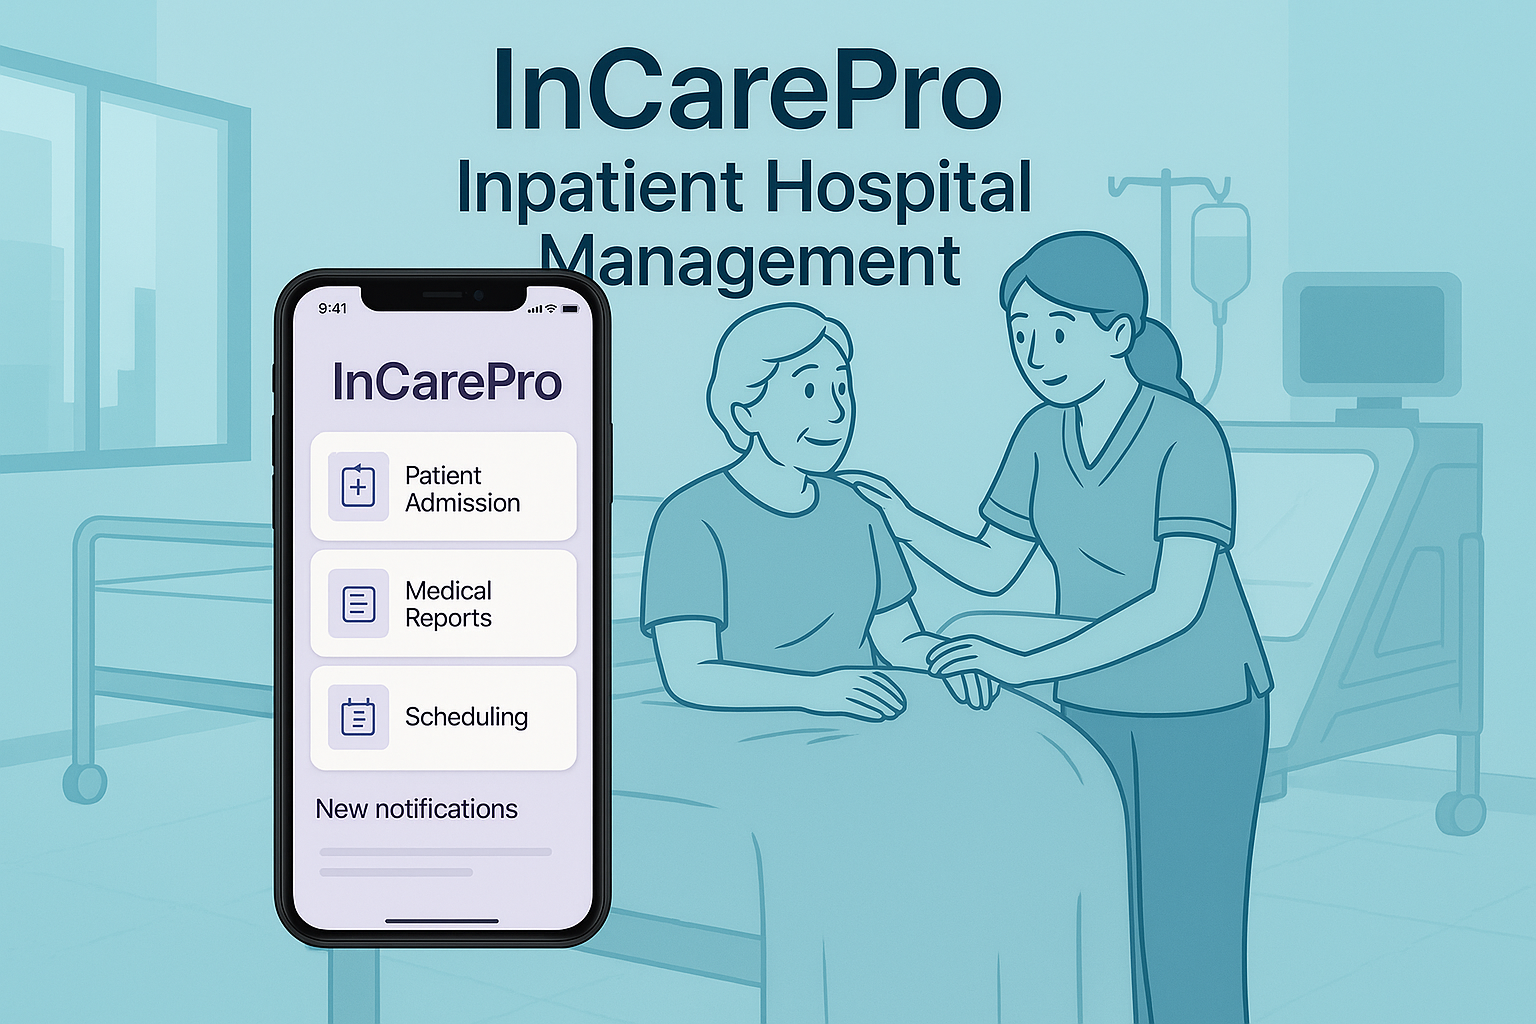 InCarePro
Inpatient Hospital
Management
9:41
InCarePro
Patient
Admission
Medical
Reports
Scheduling
New notifications